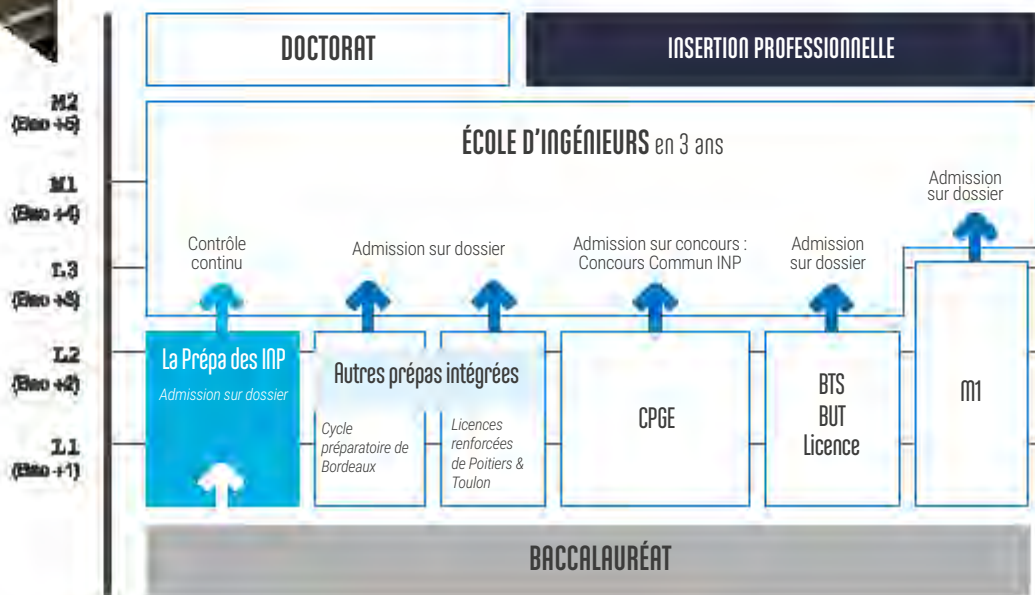 DOCTORAT
INSERTION PROFESSIONNELLE
M2
(Bac +5)
ÉCOLE D'INGÉNIEURS en 3 ans
M1
(Bac +4)
Admission
sur dossier
Contrôle
continu
Admission sur dossier
Admission sur concours :
Concours Commun INP
Admission
sur dossier
L3
(Bac +3)
L2
(Bac +2)
La Prépa des INP
Admission sur dossier
Autres prépas intégrées
Cycle
préparatoire de
Bordeaux
Licences
renforcées
de Poitiers &
Toulon
CPGE
BTS
BUT
Licence
M1
L1
(Bac +1)
BACCALAURÉAT